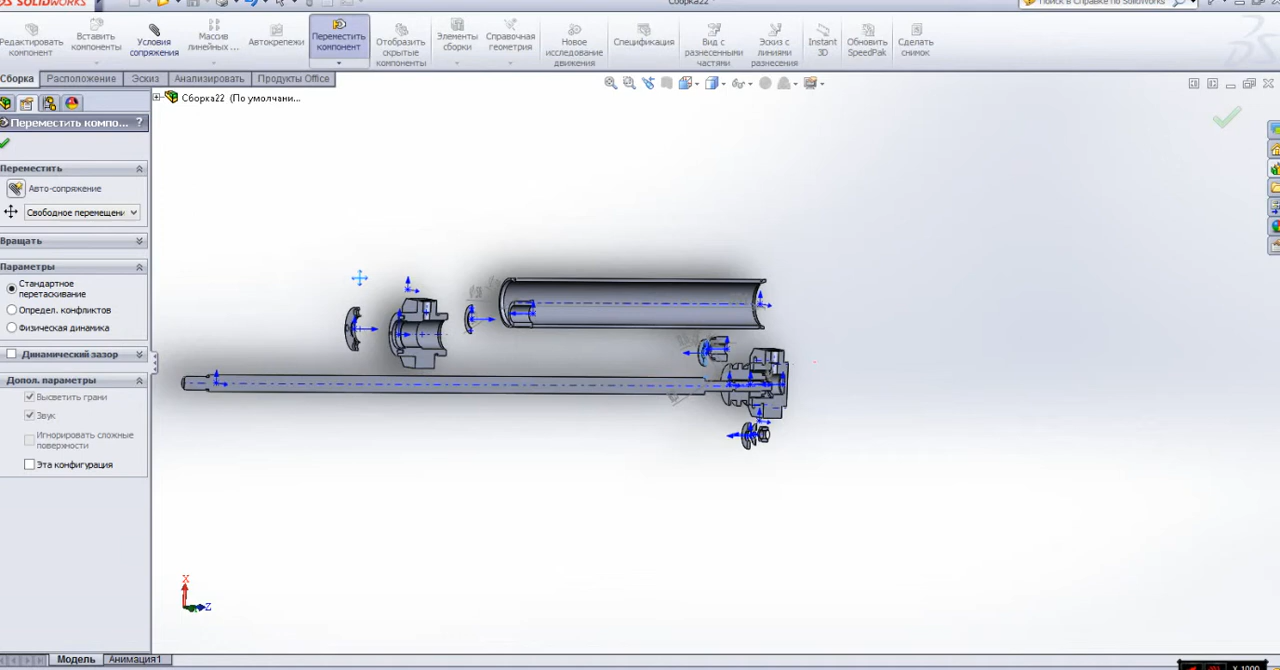 SOLIDWORKS
Сборка22
Поиск в Справке по SolidWorks
Редактировать компонент
Вставить компоненты
Условия сопряжения
Массив линейных ...
Автокрепежи
Переместить компонент
Отобразить скрытые компоненты
Элементы сборки
Справочная геометрия
Новое исследование движения
Спецификация
Вид с разнесенными частями
Эскиз с линиями разнесения
Instant 3D
Обновить SpeedPak
Сделать снимок
Сборка
Расположение
Эскиз
Анализировать
Продукты Office
Сборка22 (По умолчани...
Переместить компо...
?
Переместить
Авто-сопряжение
Свободное перемещени
Вращать
Параметры
Стандартное
перетаскивание
Определ. конфликтов
Физическая динамика
Динамический зазор
Допол. параметры
Высветить грани
Звук
Игнорировать сложные
поверхности
Эта конфигурация
X
Z
Модель
Анимация1
X 1000